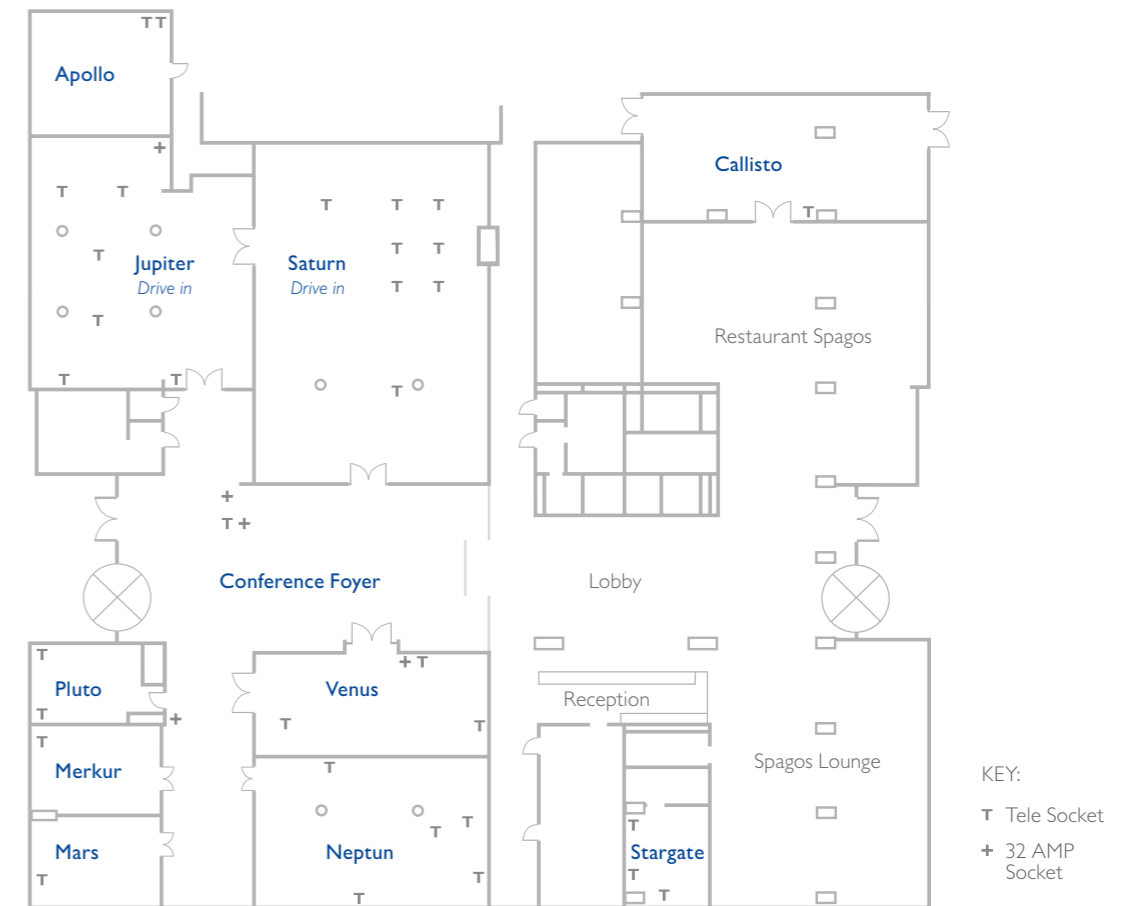 T T
Apollo
+
Callisto
T T
T T T
T
T
T T
T
Jupiter
Saturn
Drive in
Drive in
T T
T
Restaurant Spagos
T T
T
+
T +
Conference Foyer
Lobby
T
+ T
Pluto
Venus
Reception
T
+
T
T
T
Merkur
T
Spagos Lounge
KEY:
T Tele Socket
T
T
T
+ 32 AMP
Socket
Mars
Neptun
Stargate
T
T
T
T
T